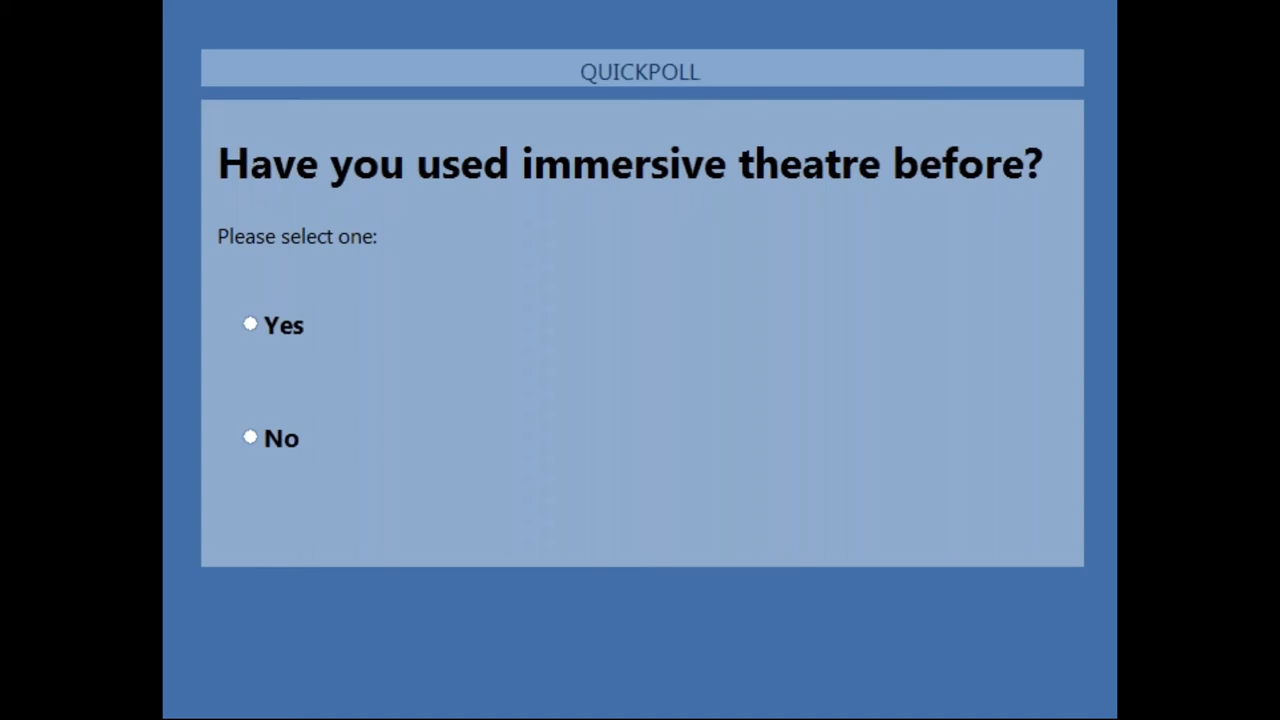 QUICKPOLL
Have you used immersive theatre before?
Please select one:
Yes
No